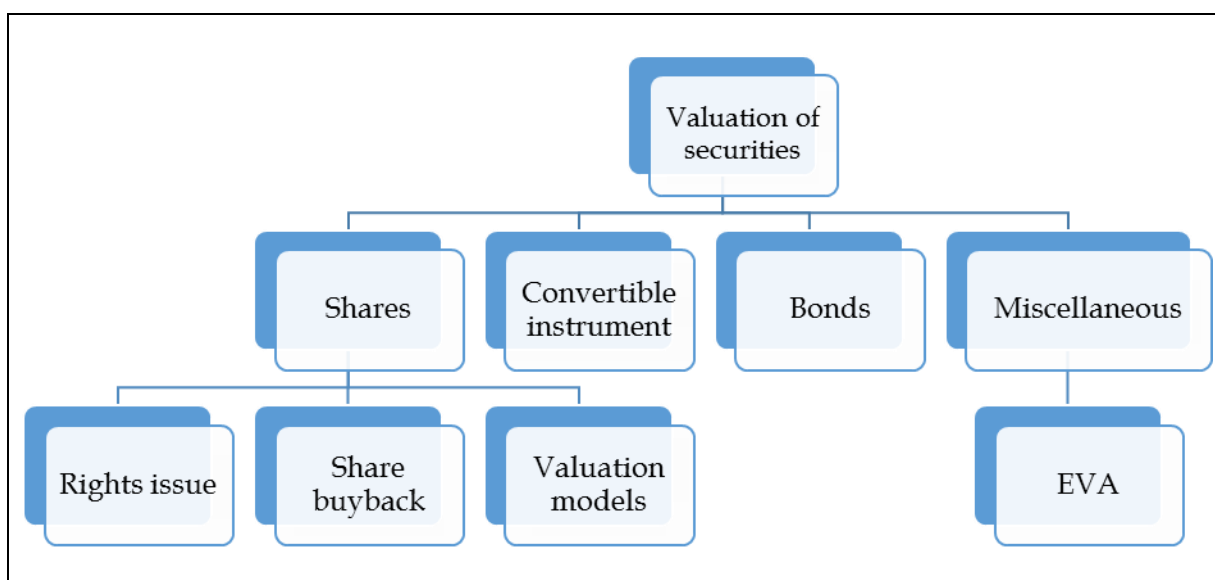 Valuation of
securities
Shares
Convertible
instrument
Bonds
Miscellaneous
Rights issue
Share
buyback
Valuation
models
EVA